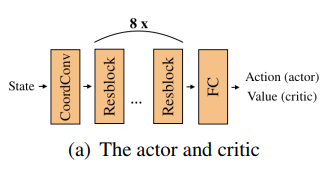 8 x
State
CoordConv
Resblock
...
Resblock
FC
Action (actor)
Value (critic)
(a) The actor and critic